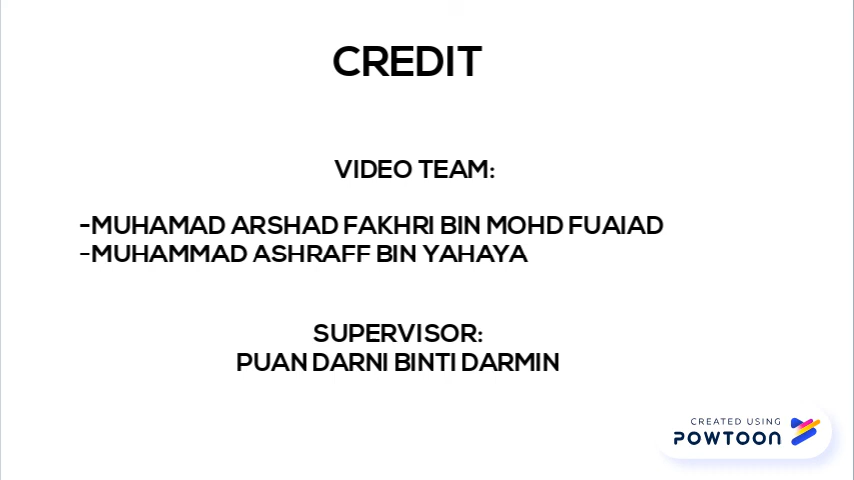 CREDIT
VIDEO TEAM:
-MUHAMAD ARSHAD FAKHRI BIN MOHD FUAIAD
-MUHAMMAD ASHRAFF BIN YAHAYA
SUPERVISOR:
PUAN DARNI BINTI DARMIN
CREATED USING
POWTOON